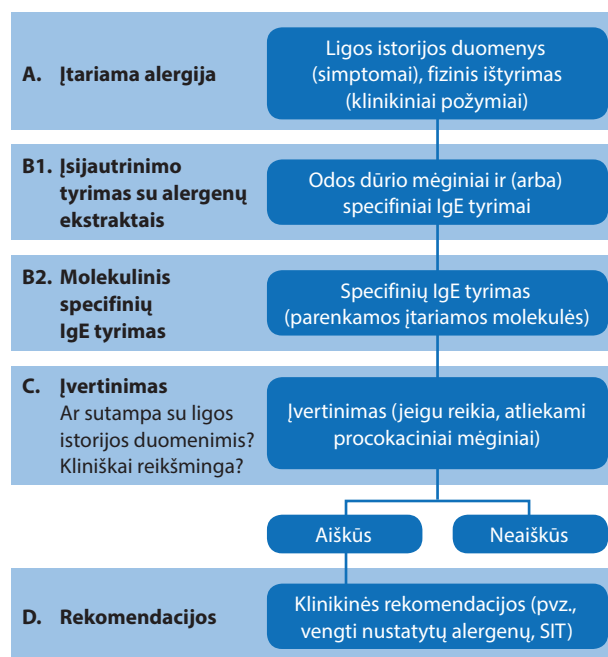 A. Įtariama alergija
Ligos istorijos duomenys
(simptomai), fizinis ištyrimas
(klinikiniai požymiai)
B1. Įsijautrinimo
tyrimas su alergenų
ekstraktais
Odos dūrio mėginiai ir (arba)
specifiniai IgE tyrimai
B2. Molekulinis
specifinių
IgE tyrimas
Specifinių IgE tyrimas
(parenkamos įtariamos molekulės)
C. Įvertinimas
Ar sutampa su ligos
istorijos duomenimis?
Kliniškai reikšminga?
Įvertinimas (jeigu reikia, atliekami
procokaciniai mėginiai)
Aiškūs
Neaiškūs
D. Rekomendacijos
Klinikinės rekomendacijos (pvz.,
vengti nustatytų alergenų, SIT)